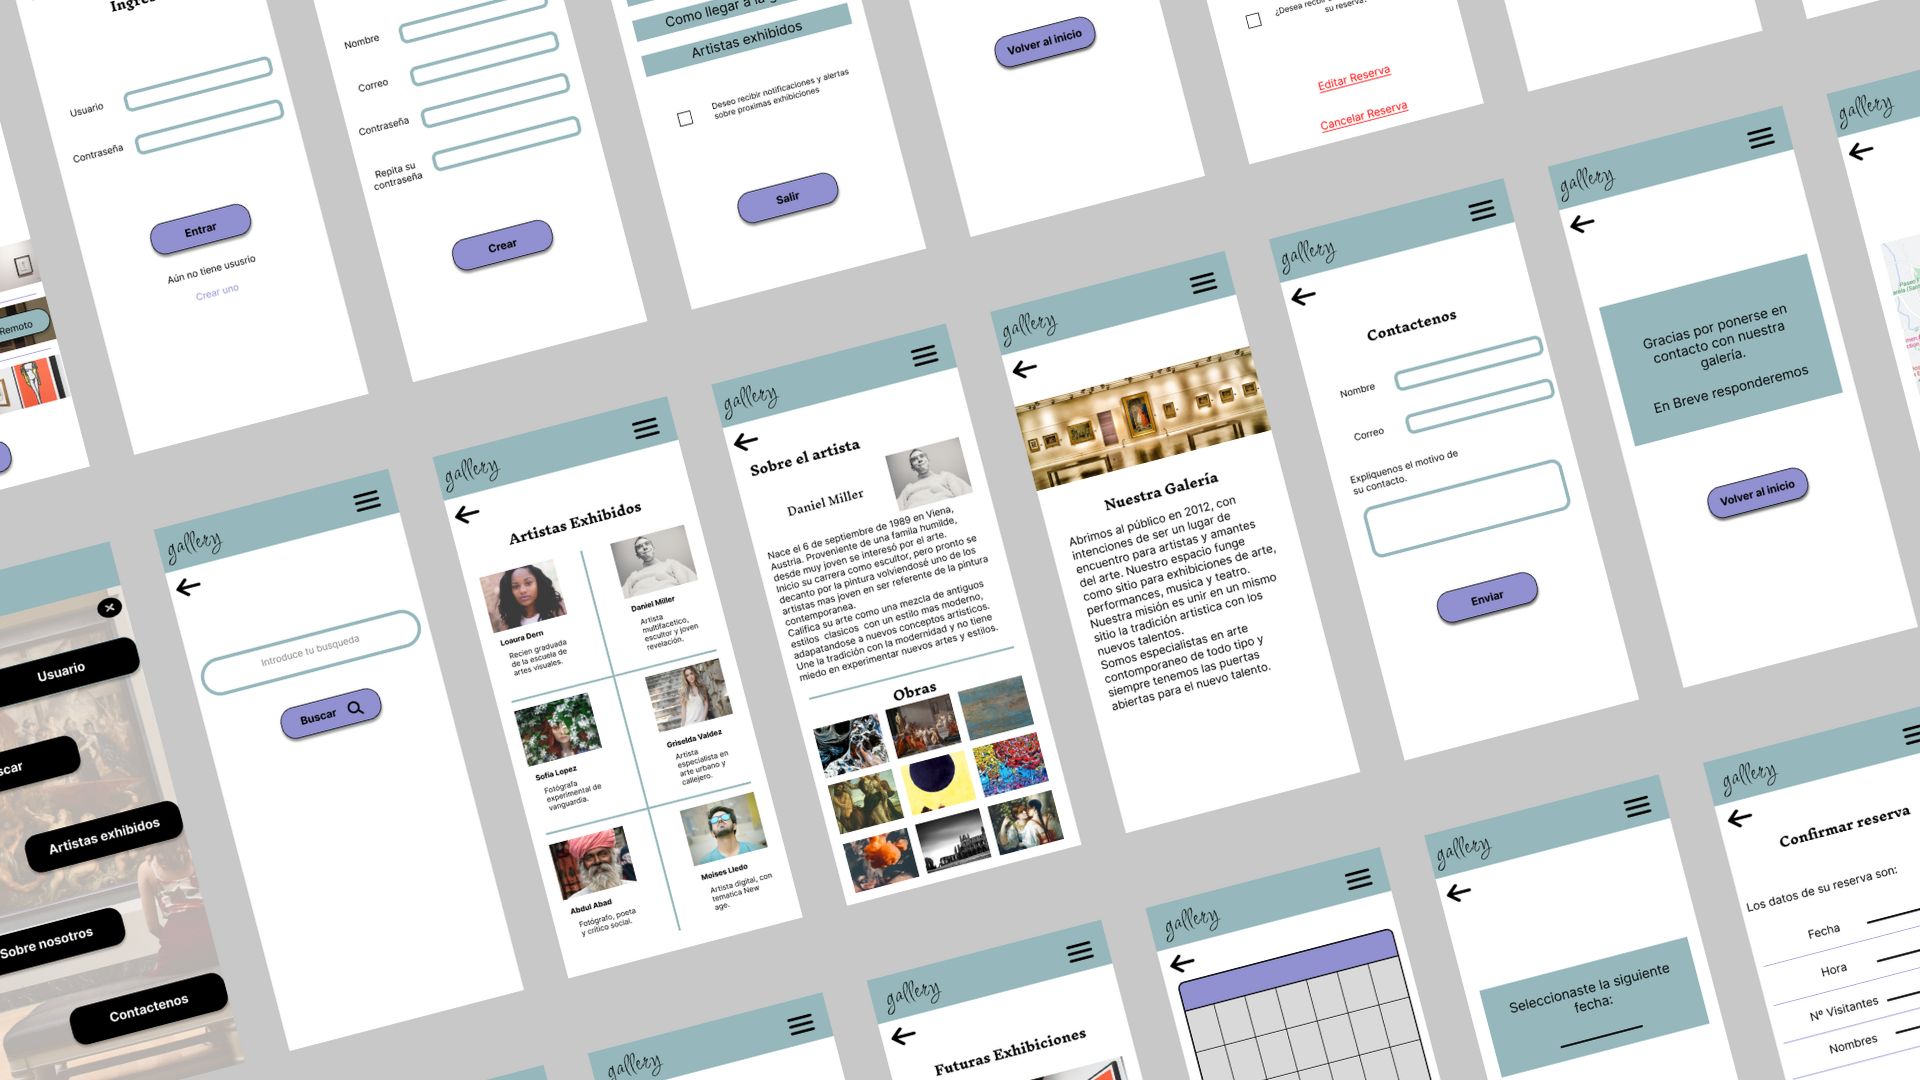 Usuario
Contraseña
Entrar
Aún no tiene ususrio
Crear uno
Nombre
Correo
Contraseña
Repita su
contraseña
Crear
Artistas exhibidos
Deseo recibir notificaciones y alertas
sobre proximas exhibiciones
Salir
Volver al inicio
su reserva?
Editar Reserva
Cancelar Reserva
Remoto
Usuario
Artistas exhibidos
Sobre nosotros
Contactenos
gallery
Introduce tu busqueda
Buscar
gallery
Artistas Exhibidos
Loaura Dern
Recien graduada
de la escuela de
artes visuales.
Daniel Miller
Artista
multifacetico,
escultor y joven
revelación.
Sofia Lopez
Fotógrafa
experimental de
vanguardia.
Griselda Valdez
Artista
especialista en
arte urbano y
callejero.
Abdul Abad
Fotógrafo, poeta
y critico social.
Moises Lledo
Artista digital, con
tematica New
age.
gallery
Sobre el artista
Daniel Miller
Nace el 6 de septiembre de 1989 en Viena,
Austria. Proveniente de una famila humilde,
desde muy joven se interesó por el arte.
Inicio su carrera como escultor, pero pronto se
decanto por la pintura volviendosé uno de los
artistas mas joven en ser referente de la pintura
contemporanea.
Califica su arte como una mezcla de antiguos
estilos clasicos con un estilo mas moderno,
adapatandose a nuevos conceptos artisticos.
Une la tradición con la modernidad y no tiene
miedo en experimentar nuevos artes y estilos.
Obras
gallery
Nuestra Galería
Abrimos al público en 2012, con
intenciones de ser un lugar de
encuentro para artistas y amantes
del arte. Nuestro espacio funge
como sitio para exhibiciones de arte,
performances, musica y teatro.
Nuestra misión es unir en un mismo
sitio la tradición artistica con los
nuevos talentos.
Somos especialistas en arte
contomporaneo de todo tipo y
siempre tenemos las puertas
abiertas para el nuevo talento.
gallery
Contactenos
Nombre
Correo
Expliquenos el motivo de
su contacto.
Enviar
gallery
Gracias por ponerse en
contacto con nuestra
galería.
En Breve responderemos
Volver al inicio
gallery
gallery
gallery
Futuras Exhibiciones
gallery
gallery
Seleccionaste la siguiente
fecha:
gallery
Confirmar reserva
Los datos de su reserva son:
Fecha
Hora
Nº Visitantes
Nombres